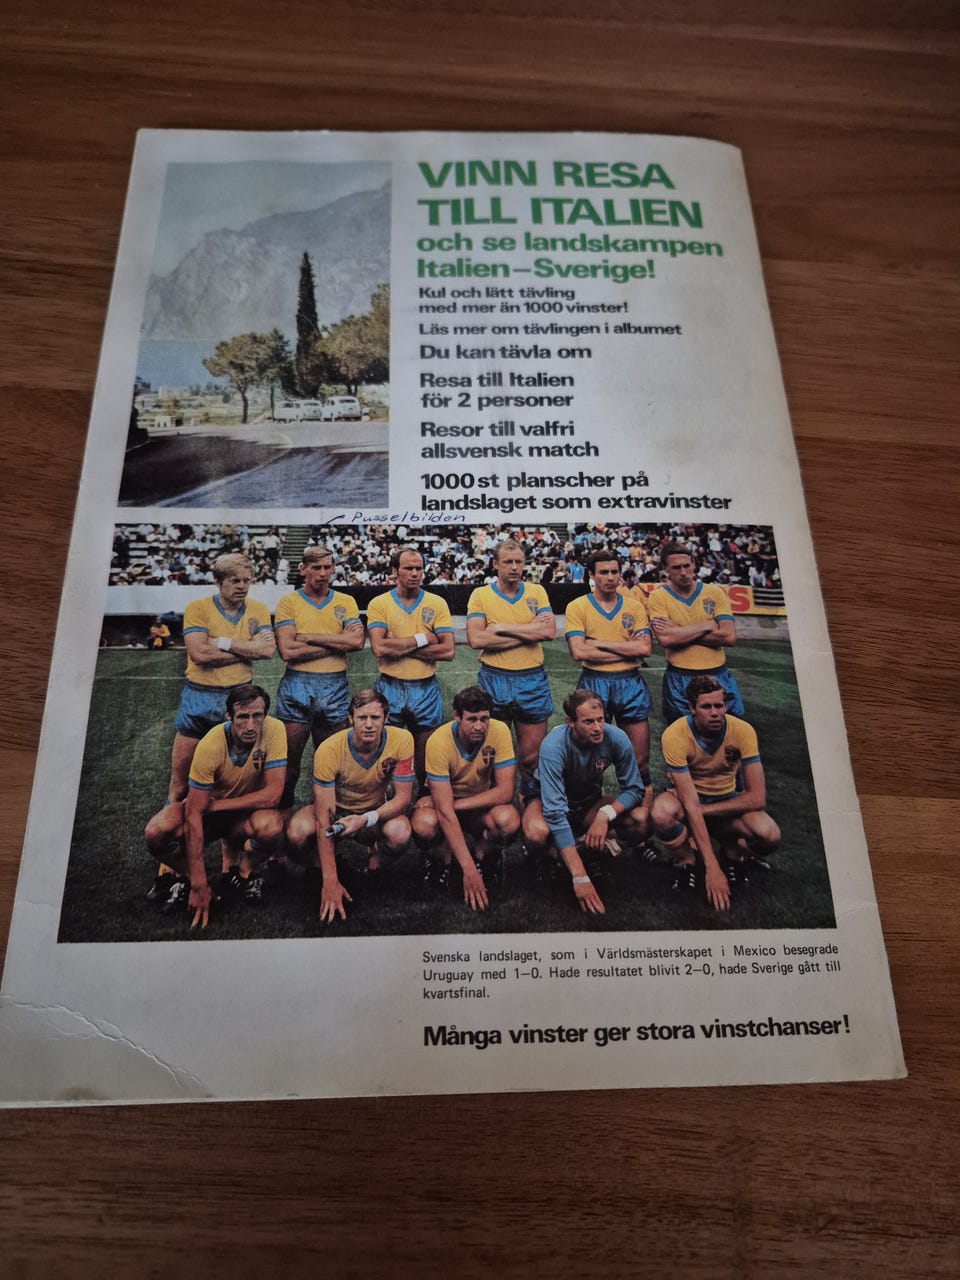 VINN RESA
TILL ITALIEN
och se landskampen
Italien–Sverige!
Kul och lätt tävling
med mer än 1000 vinster!
Läs mer om tävlingen i albumet
Du kan tävla om
Resa till Italien
för 2 personer
Resor till valfri
allsvensk match
1000 st planscher på
landslaget som extravinster
Pusselbilden
Svenska landslaget, som i Världsmästerskapet i Mexico besegrade
Uruguay med 1–0. Hade resultatet blivit 2–0, hade Sverige gått till
kvartsfinal.
Många vinster ger stora vinstchanser!